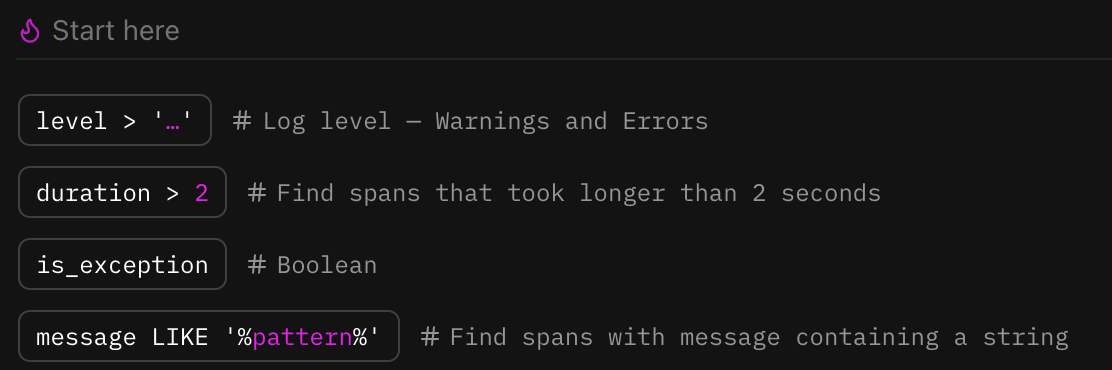 Start here
level > '…' # Log level — Warnings and Errors
duration > 2 # Find spans that took longer than 2 seconds
is_exception # Boolean
message LIKE '%pattern%' # Find spans with message containing a string